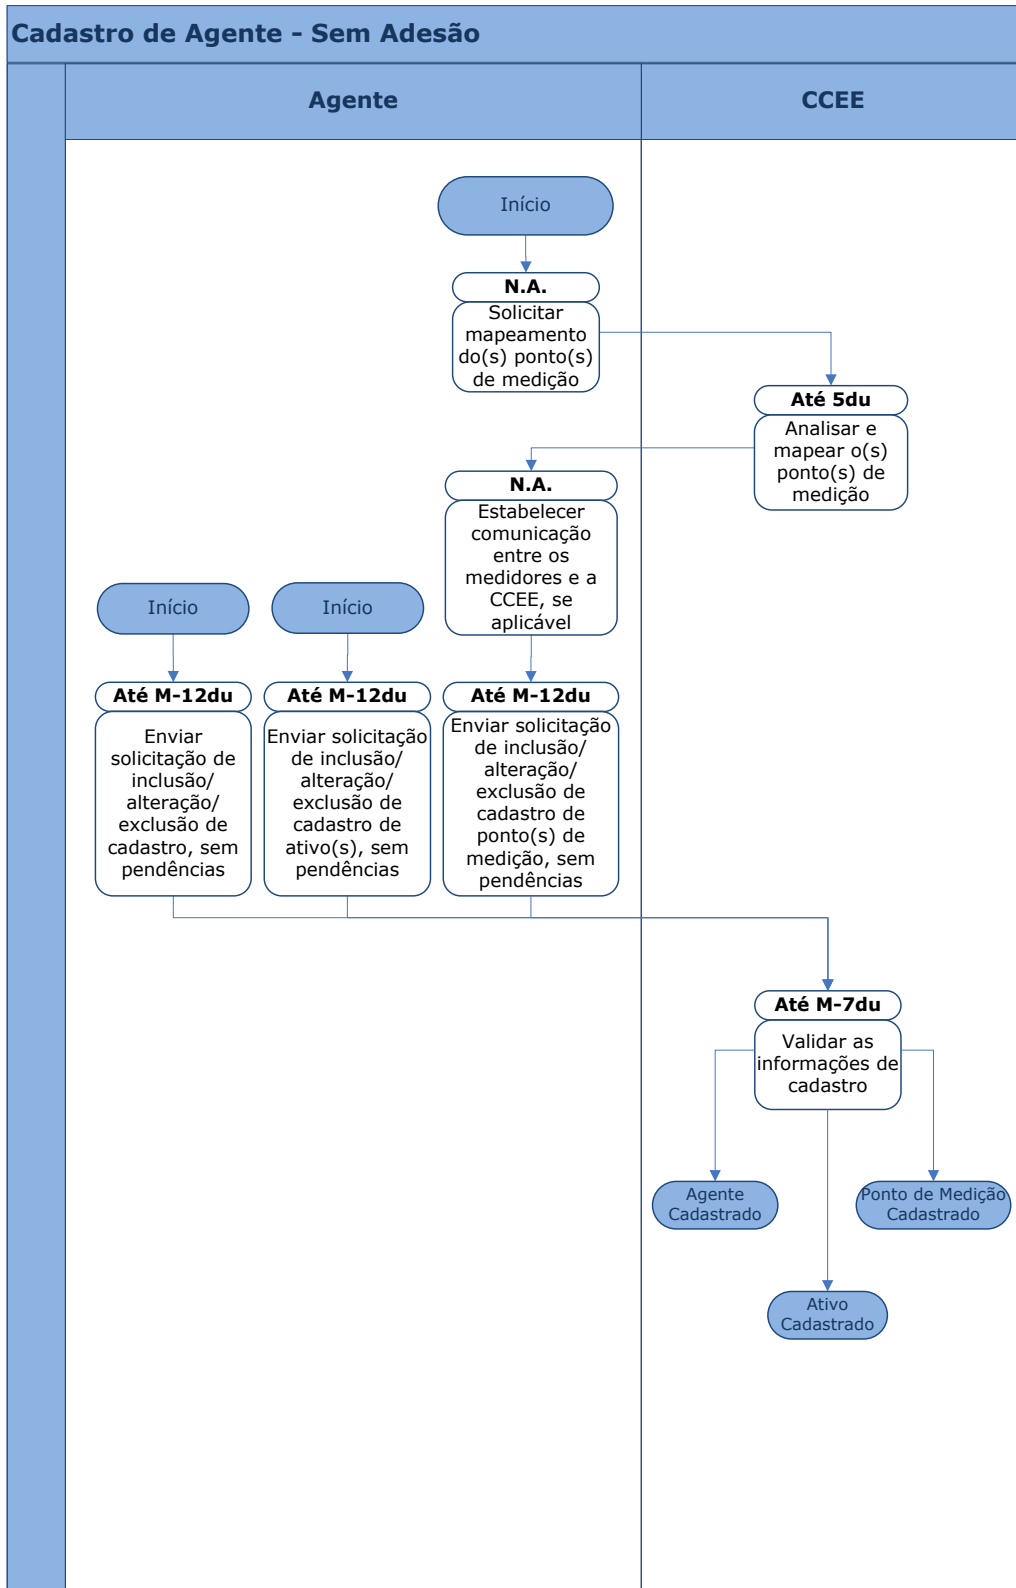 Cadastro de Agente - Sem Adesão
Agente
CCEE
Início
N.A.
Solicitar
mapeamento
do(s) ponto(s)
de medição
Até 5du
Analisar e
mapear o(s)
ponto(s) de
medição
N.A.
Estabelecer
comunicação
entre os
medidores e a
CCEE, se
aplicável
Início
Início
Até M-12du
Enviar
solicitação de
inclusão/
alteração/
exclusão de
cadastro, sem
pendências
Até M-12du
Enviar solicitação
de inclusão/
alteração/
exclusão de
cadastro de
ativo(s), sem
pendências
Até M-12du
Enviar solicitação
de inclusão/
alteração/
exclusão de
cadastro de
ponto(s) de
medição, sem
pendências
Até M-7du
Validar as
informações de
cadastro
Agente
Cadastrado
Ponto de Medição
Cadastrado
Ativo
Cadastrado